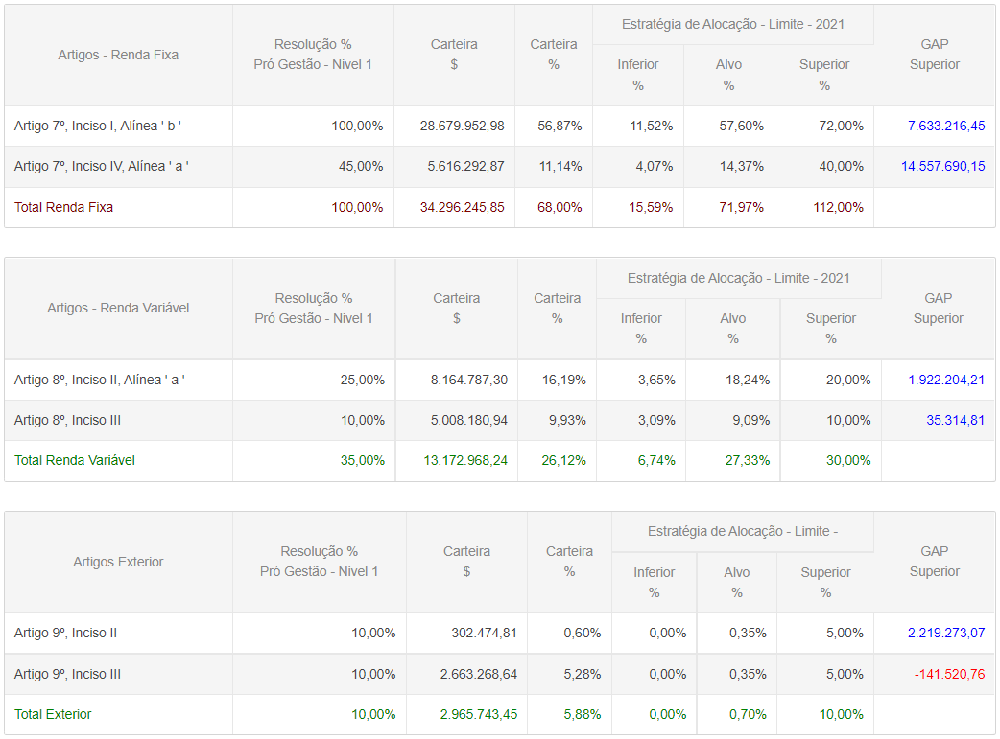 Artigos - Renda Fixa Resolução % Pró Gestão - Nivel 1 Carteira $ Carteira % Estratégia de Alocação - Limite - 2021 GAP Superior
Inferior % Alvo % Superior %
Artigo 7º, Inciso I, Alínea ' b ' 100,00% 28.679.952,98 56,87% 11,52% 57,60% 72,00% 7.633.216,45
Artigo 7º, Inciso IV, Alínea ' a ' 45,00% 5.616.292,87 11,14% 4,07% 14,37% 40,00% 14.557.690,15
Total Renda Fixa 100,00% 34.296.245,85 68,00% 15,59% 71,97% 112,00%
Artigos - Renda Variável Resolução % Pró Gestão - Nivel 1 Carteira $ Carteira % Estratégia de Alocação - Limite - 2021 GAP Superior
Inferior % Alvo % Superior %
Artigo 8º, Inciso II, Alínea ' a ' 25,00% 8.164.787,30 16,19% 3,65% 18,24% 20,00% 1.922.204,21
Artigo 8º, Inciso III 10,00% 5.008.180,94 9,93% 3,09% 9,09% 10,00% 35.314,81
Total Renda Variável 35,00% 13.172.968,24 26,12% 6,74% 27,33% 30,00%
Artigos Exterior Resolução % Pró Gestão - Nivel 1 Carteira $ Carteira % Estratégia de Alocação - Limite - GAP Superior
Inferior % Alvo % Superior %
Artigo 9º, Inciso II 10,00% 302.474,81 0,60% 0,00% 0,35% 5,00% 2.219.273,07
Artigo 9º, Inciso III 10,00% 2.663.268,64 5,28% 0,00% 0,35% 5,00% -141.520,76
Total Exterior 10,00% 2.965.743,45 5,88% 0,00% 0,70% 10,00%